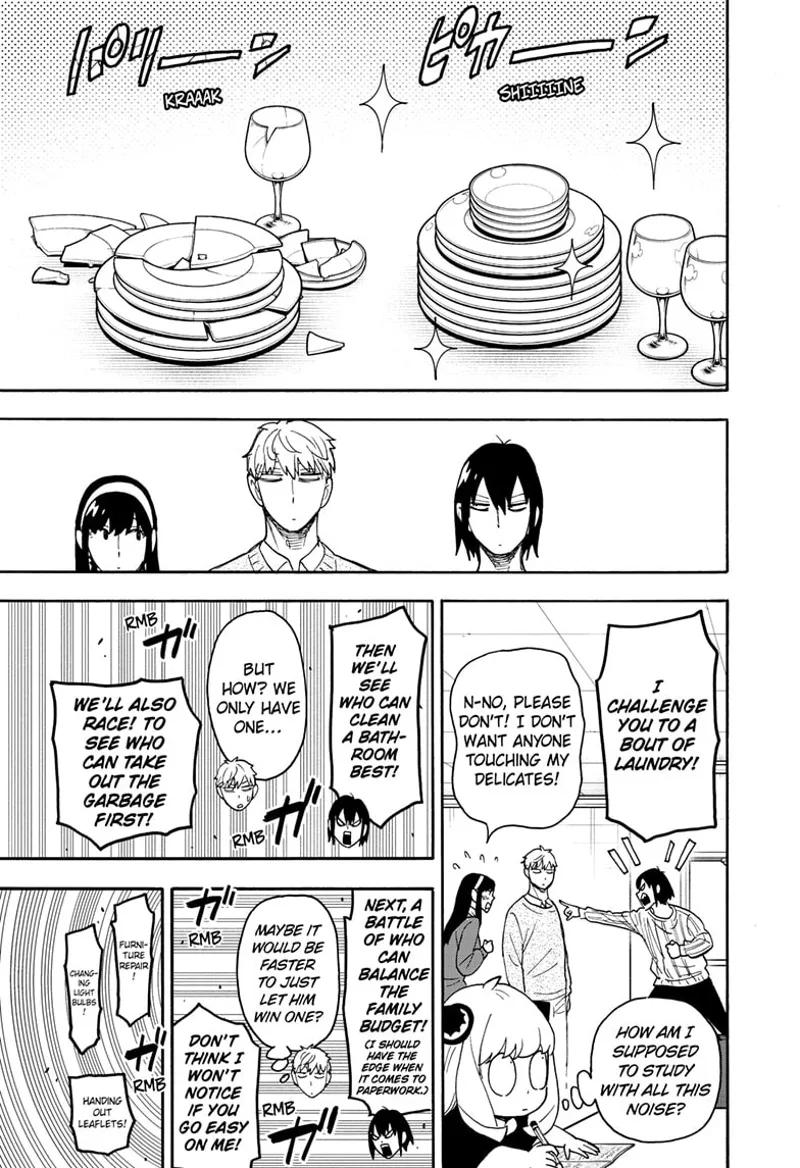 ピカーン
SHIIIIINE
パリーン
KRAAAK
I
CHALLENGE
YOU TO A
BOUT OF
LAUNDRY!
N-NO, PLEASE
DON'T! I DON'T
WANT ANYONE
TOUCHING MY
DELICATES!
HOW AM I
SUPPOSED
TO STUDY
WITH ALL THIS
NOISE?
THEN
WE'LL
SEE
WHO CAN
CLEAN
A BATH-
ROOM
BEST!
ガ
RMB
BUT
HOW? WE
ONLY HAVE
ONE...
ガ
RMB
WE'LL ALSO
RACE! TO
SEE WHO
CAN TAKE
OUT THE
GARBAGE
FIRST!
NEXT, A
BATTLE
OF WHO
CAN
BALANCE
THE
FAMILY
BUDGET!
(I SHOULD
HAVE THE
EDGE WHEN
IT COMES TO
PAPERWORK.)
MAYBE IT
WOULD BE
FASTER
TO JUST
LET HIM
WIN ONE?
ガ
RMB
DON'T
THINK I
WON'T
NOTICE
IF YOU
GO EASY
ON ME!
ガ
RMB
FURNI-
TURE
REPAIR!
CHANG-
ING
LIGHT
BULBS!
ガ
RMB
HANDING
OUT
LEAFLETS!